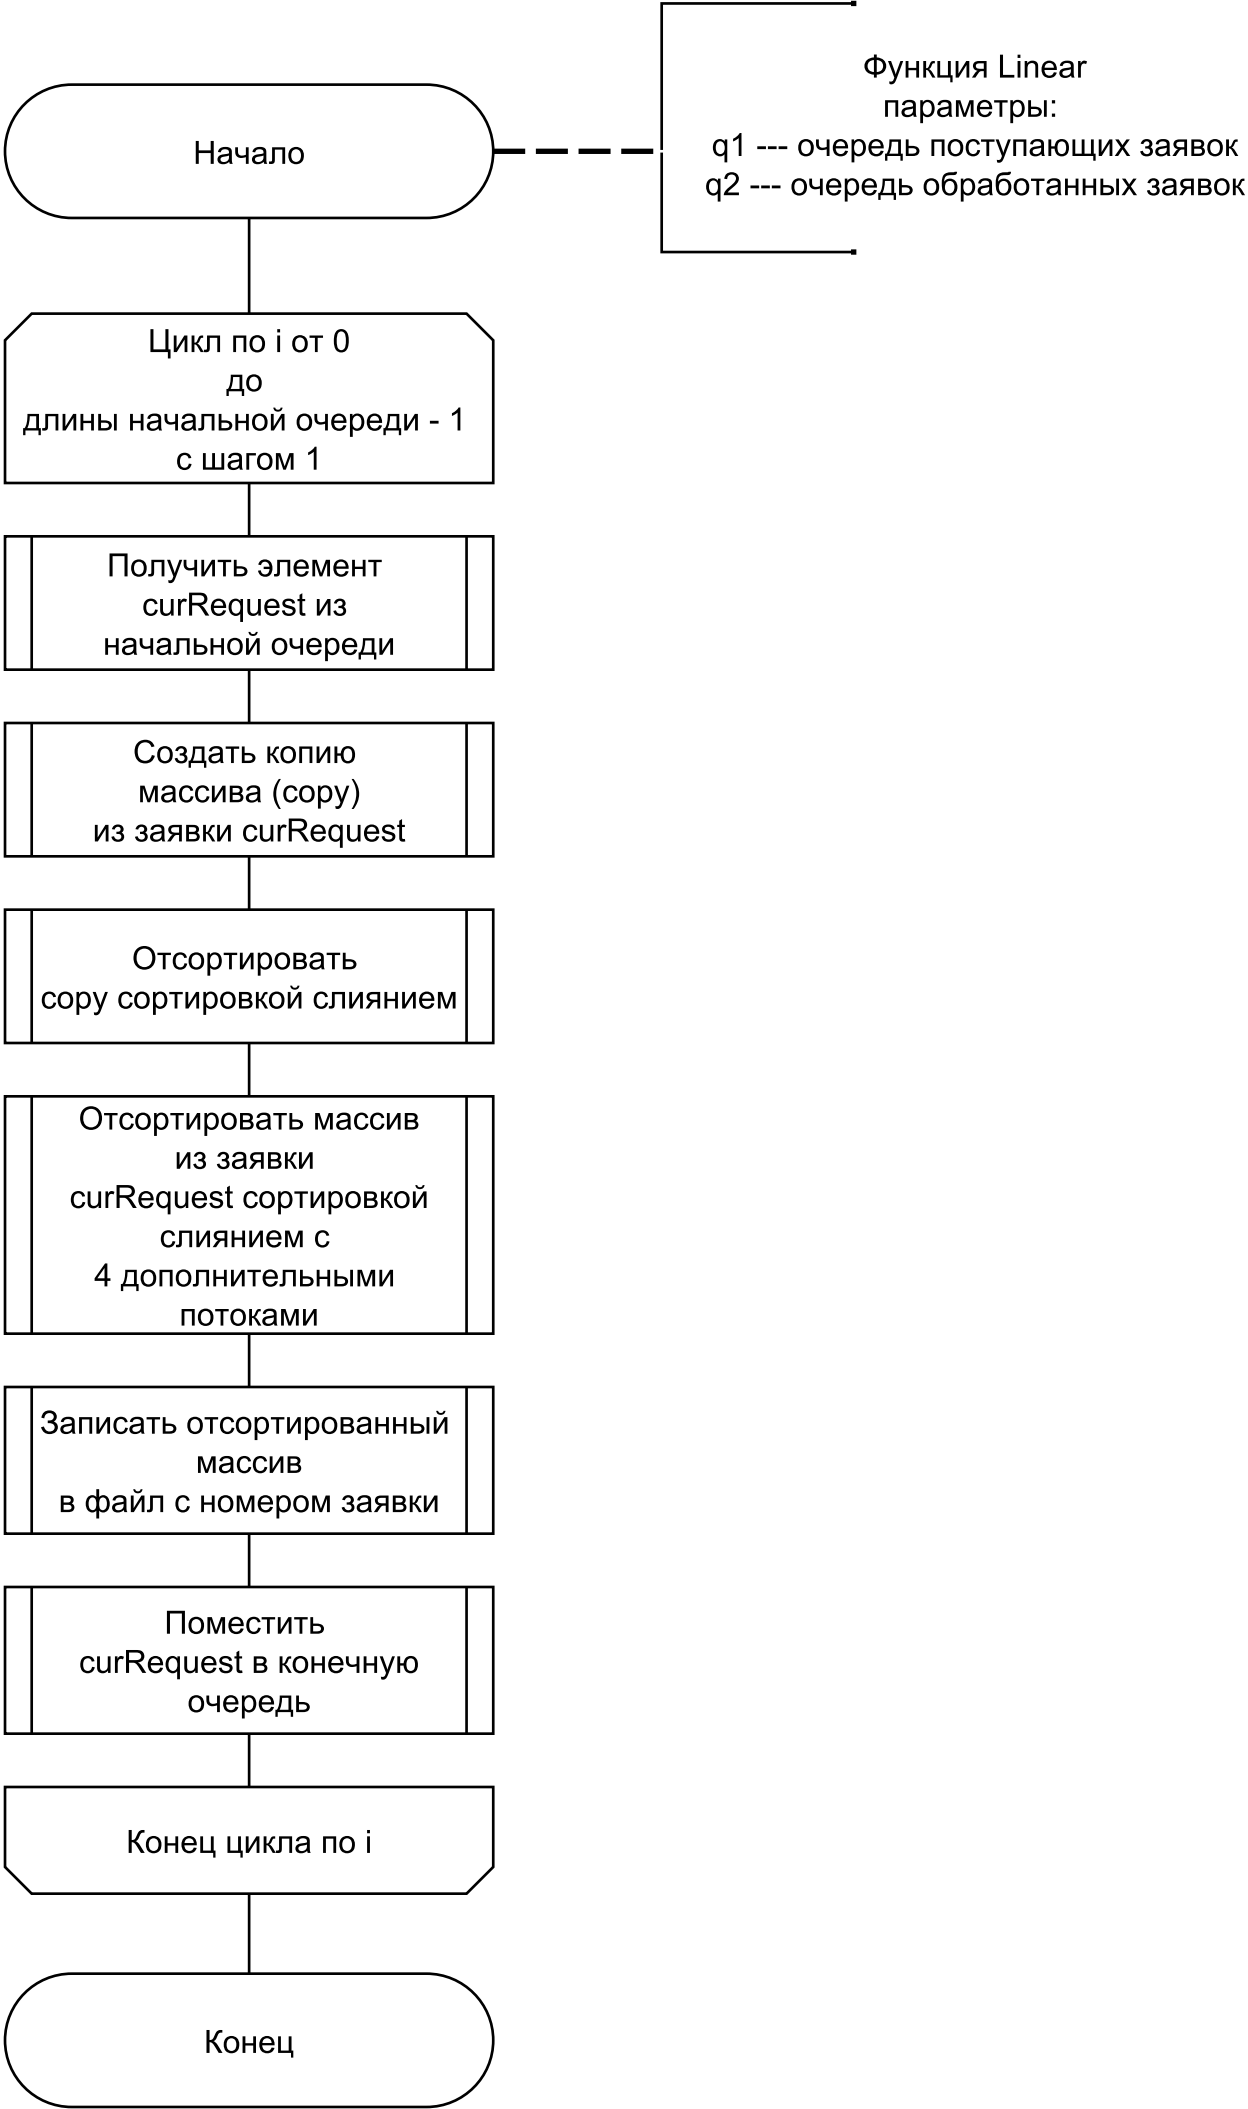 Функция Linear
параметры:
q1 --- очередь поступающих заявок
q2 --- очередь обработанных заявок
Начало
Цикл по i от 0
до
длины начальной очереди - 1
с шагом 1
Получить элемент
curRequest из
начальной очереди
Создать копию
массива (copy)
из заявки curRequest
Отсортировать
copy сортировкой слиянием
Отсортировать массив
из заявки
curRequest сортировкой
слиянием с
4 дополнительными
потоками
Записать отсортированный
массив
в файл с номером заявки
Поместить
curRequest в конечную
очередь
Конец цикла по i
Конец